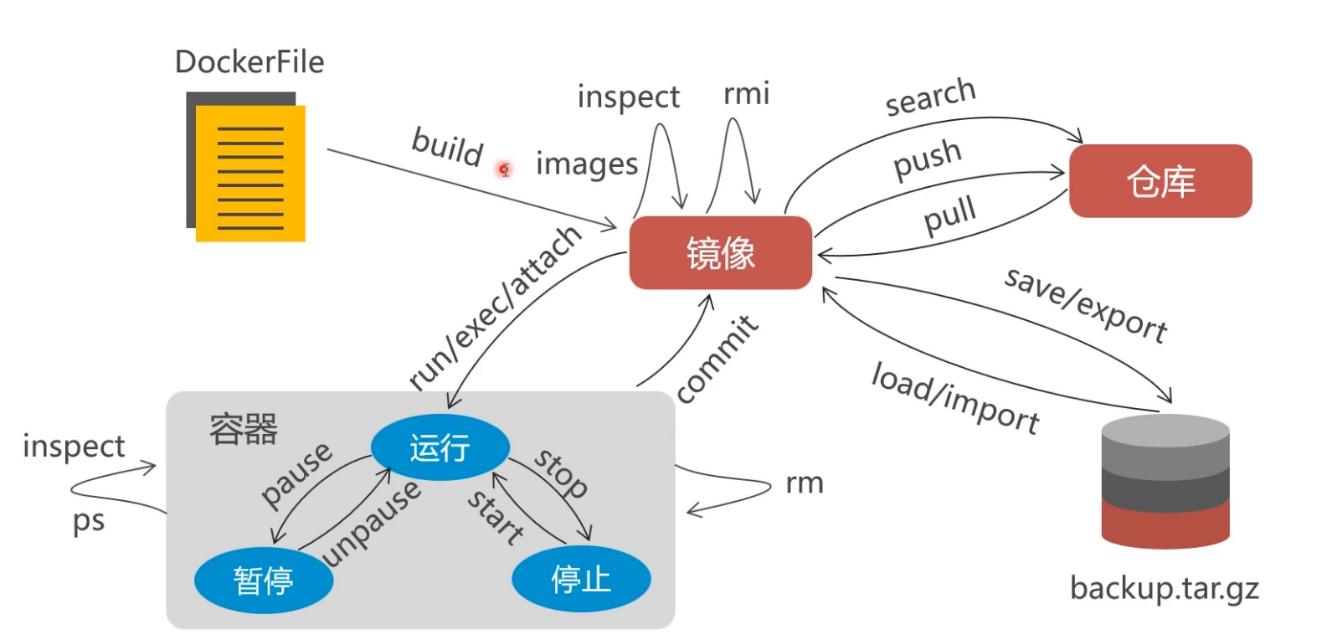 DockerFile
build
inspect
rmi
images
search
push
pull
仓库
镜像
run/exec/attach
commit
save/export
load/import
容器
运行
inspect
ps
pause
unpause
stop
start
rm
暂停
停止
backup.tar.gz